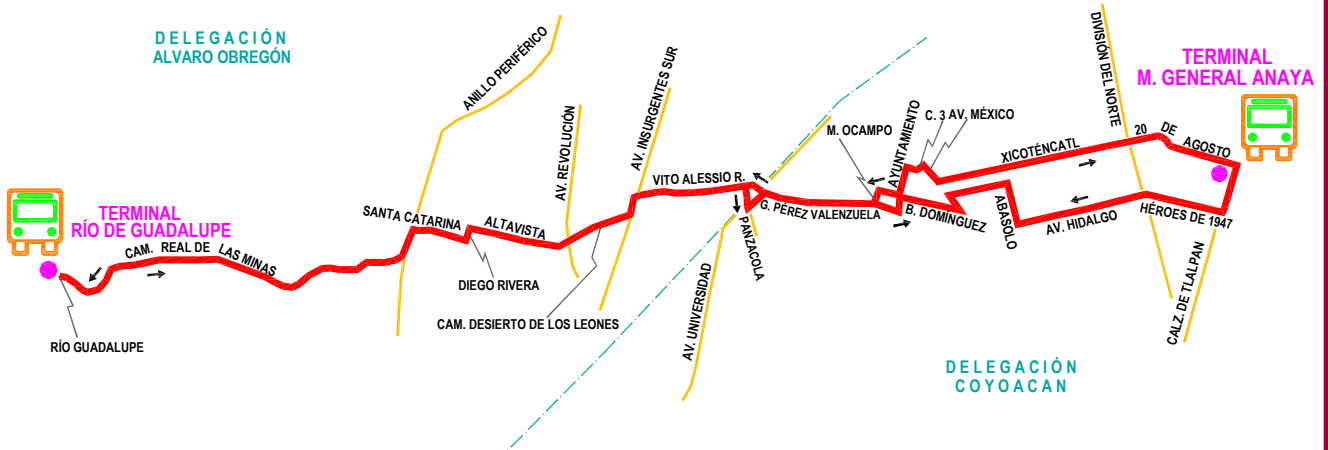 DELEGACIÓN
ALVARO OBREGÓN
ANILLO PERIFÉRICO
AV. REVOLUCIÓN
AV. INSURGENTES SUR
DIVISIÓN DEL NORTE
TERMINAL
M. GENERAL ANAYA
M. OCAMPO
AYUNTAMIENTO
C. 3 AV. MÉXICO
XICOTÉNCATL
20 DE AGOSTO
TERMINAL
RÍO DE GUADALUPE
CAM. REAL DE LAS MINAS
SANTA CATARINA
ALTAVISTA
VITO ALESSIO R.
G. PÉREZ VALENZUELA
B. DOMÍNGUEZ
ABASOLO
AV. HIDALGO
HÉROES DE 1947
PANZACOLA
DIEGO RIVERA
CAM. DESIERTO DE LOS LEONES
AV. UNIVERSIDAD
CALZ. DE TLALPAN
RÍO GUADALUPE
DELEGACIÓN
COYOACAN